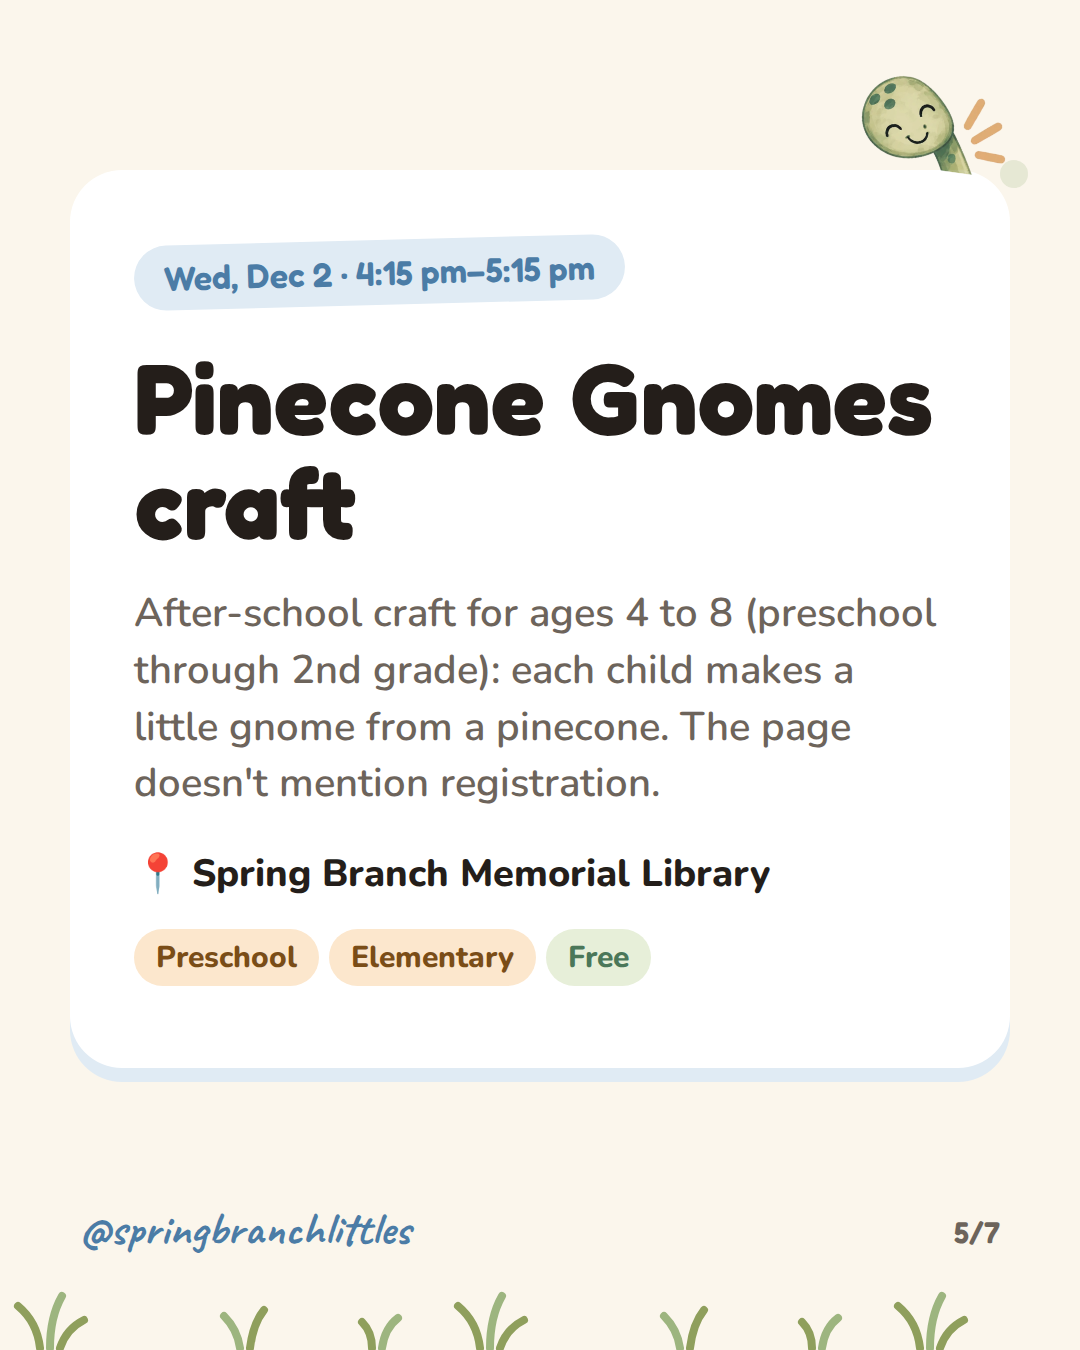 Wed, Dec 2 · 4:15 pm–5:15 pm
Pinecone Gnomes
craft
After-school craft for ages 4 to 8 (preschool
through 2nd grade): each child makes a
little gnome from a pinecone. The page
doesn't mention registration.
📍 Spring Branch Memorial Library
Preschool Elementary Free
@springbranchlittles
5/7